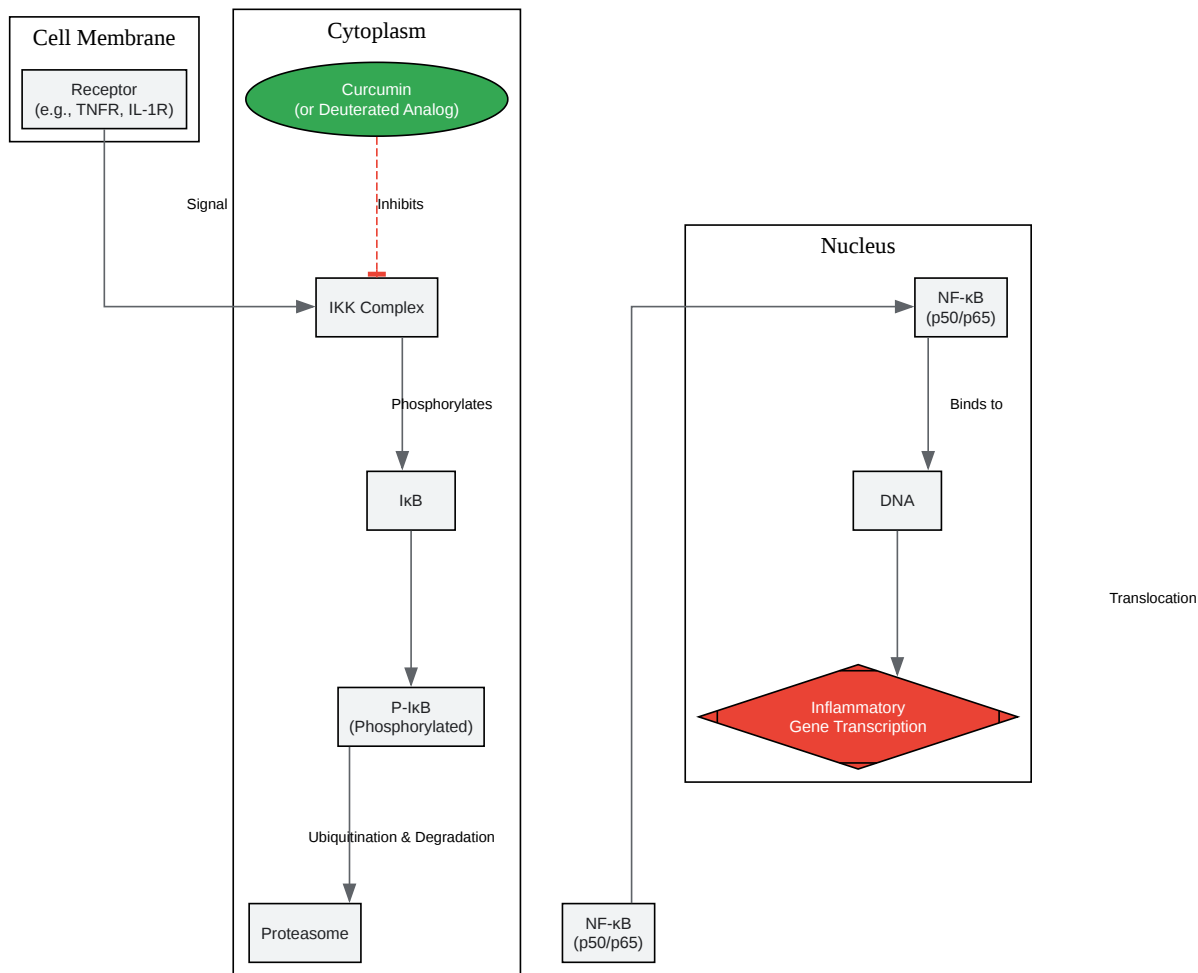 Cell Membrane
Receptor
(e.g., TNFR, IL-1R)
Signal
Cytoplasm
Curcumin
(or Deuterated Analog)
Inhibits
IKK Complex
Phosphorylates
IκB
P-IκB
(Phosphorylated)
Ubiquitination & Degradation
Proteasome
NF-κB
(p50/p65)
Nucleus
NF-κB
(p50/p65)
Binds to
DNA
Inflammatory
Gene Transcription
Translocation